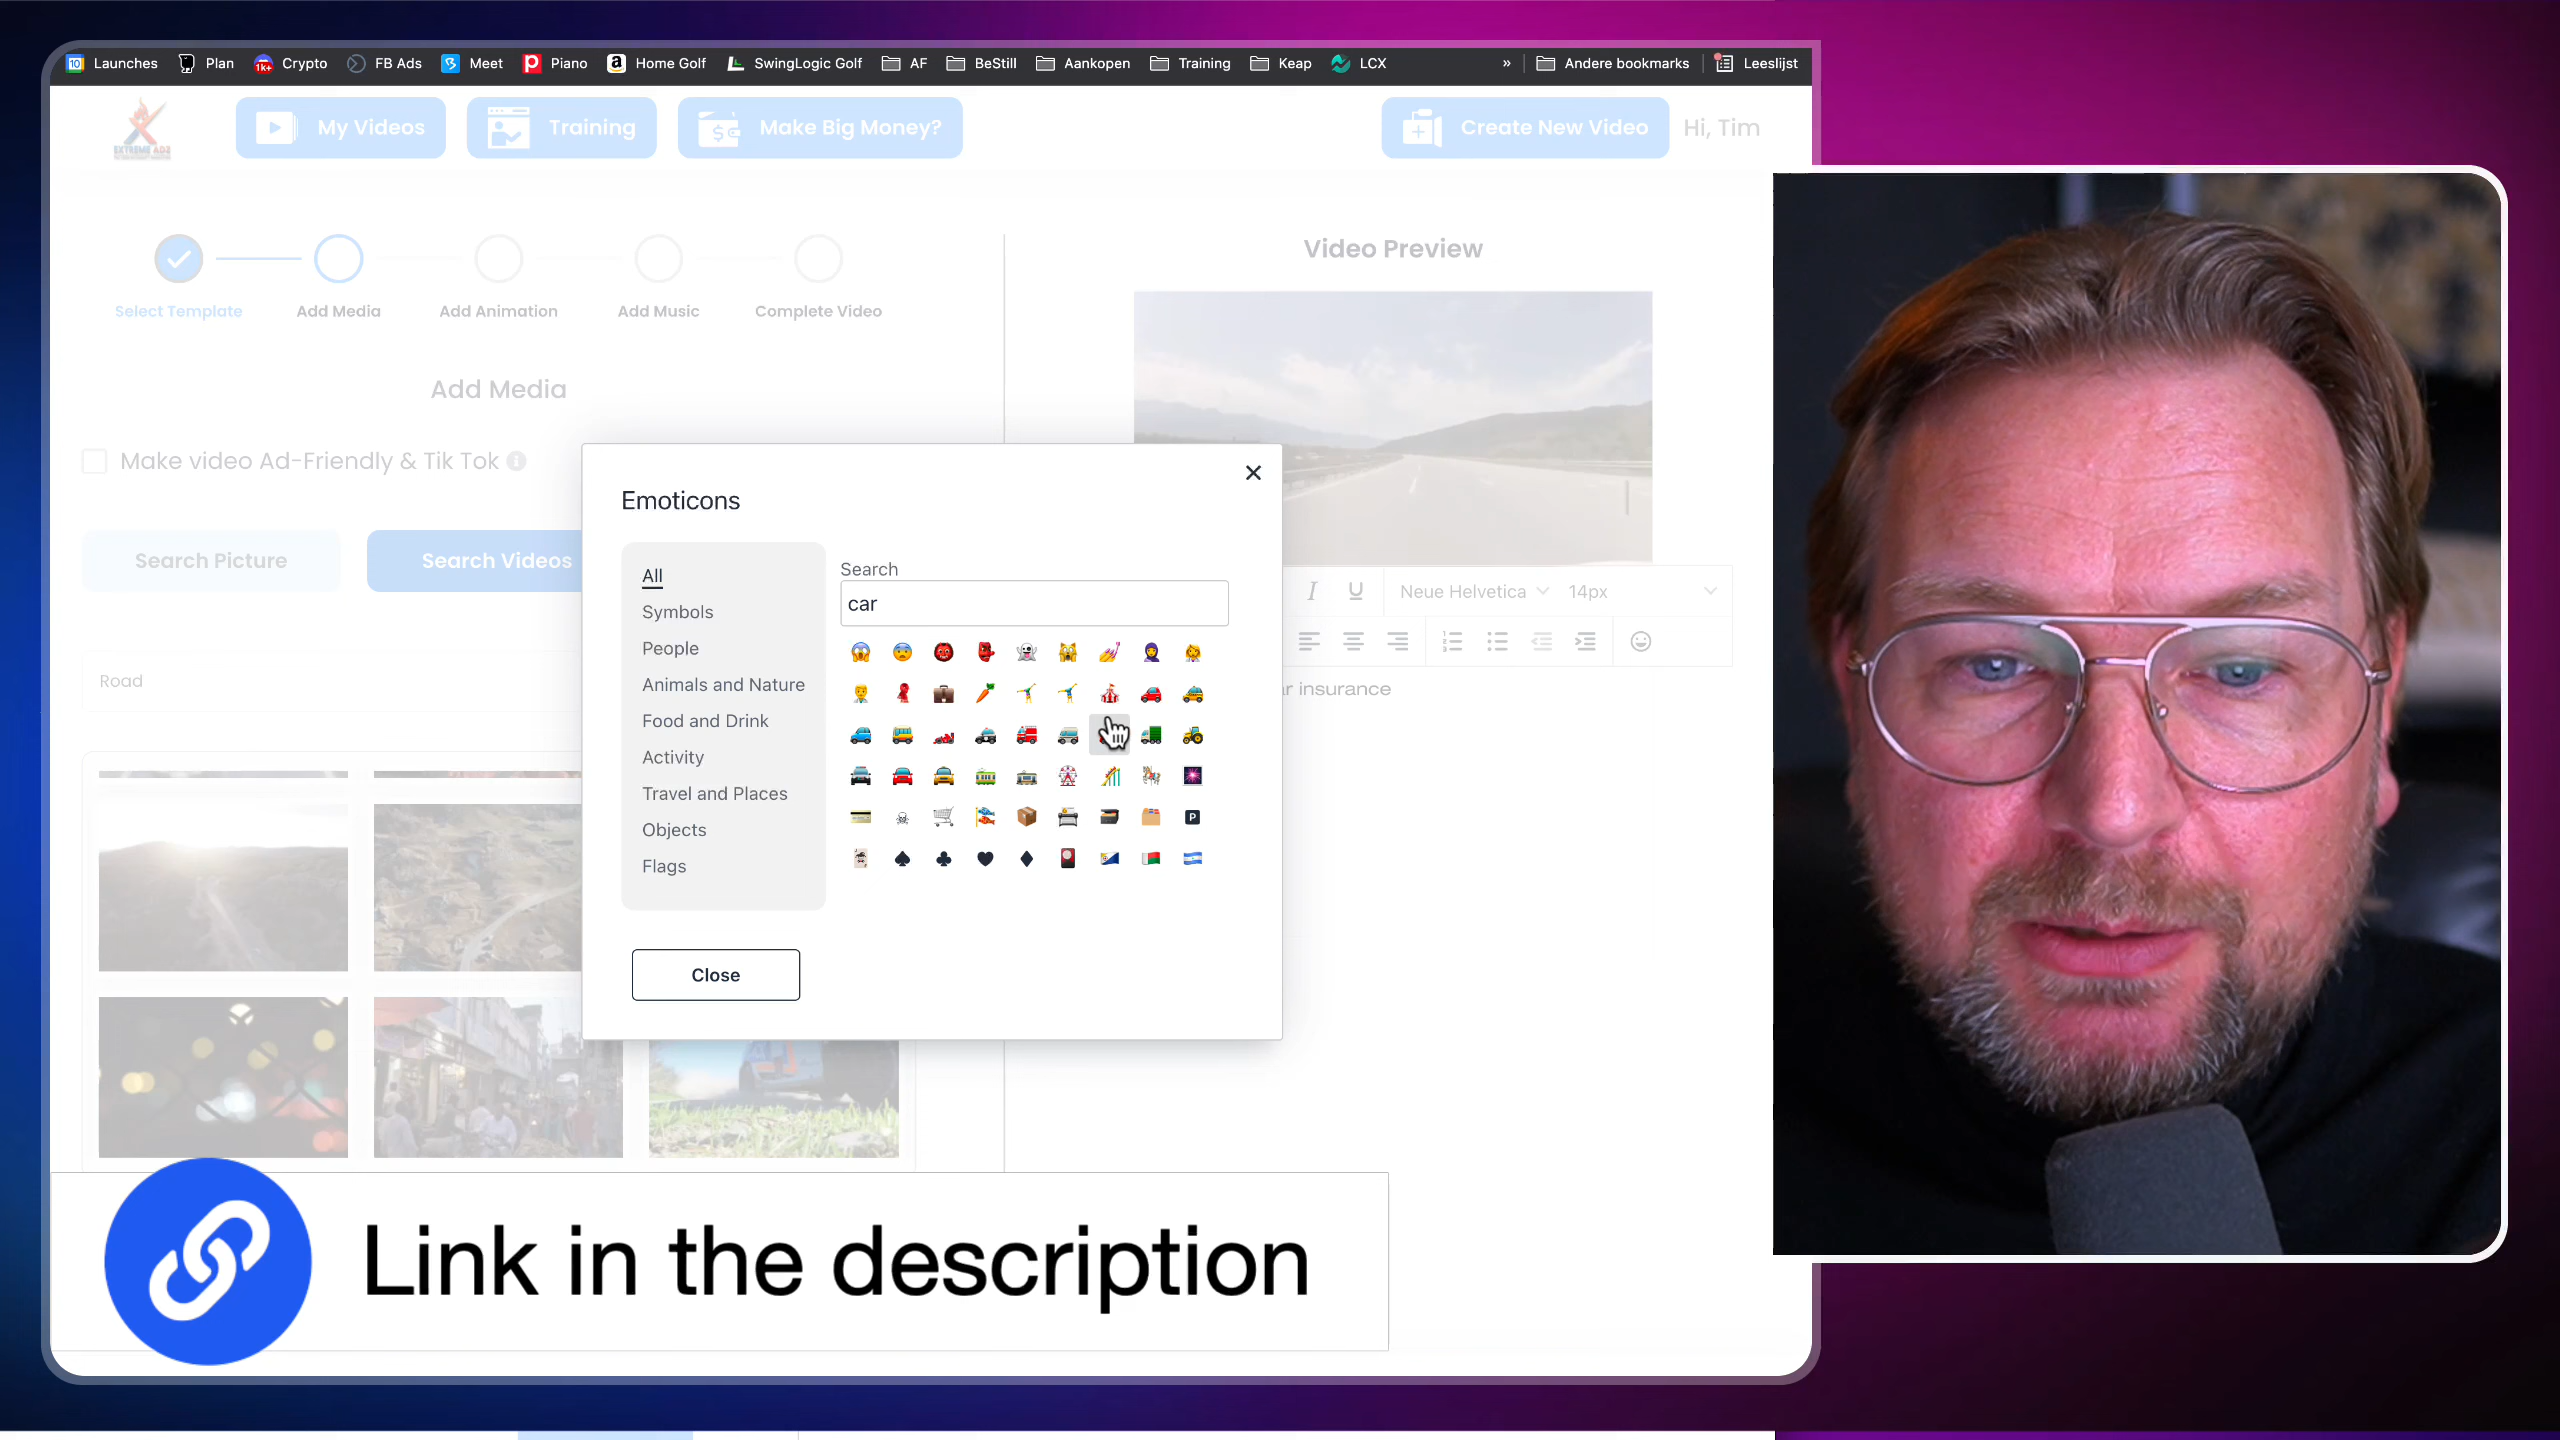 Launches Plan Crypto FB Ads Meet Piano Home Golf SwingLogic Golf AF BeStill Aankopen Training Keap LCX » Andere bookmarks Leeslijst
EXTREME ADS
My Videos Training Make Big Money? Create New Video Hi, Tim
Video Preview
Select Template Add Media Add Animation Add Music Complete Video
Add Media
Make video Ad-Friendly & Tik Tok
Emoticons
Search Picture Search Videos
All
Symbols
People
Animals and Nature
Food and Drink
Activity
Travel and Places
Objects
Flags
Search
car
Neue Helvetica 14px
Road
r insurance
Close
Link in the description